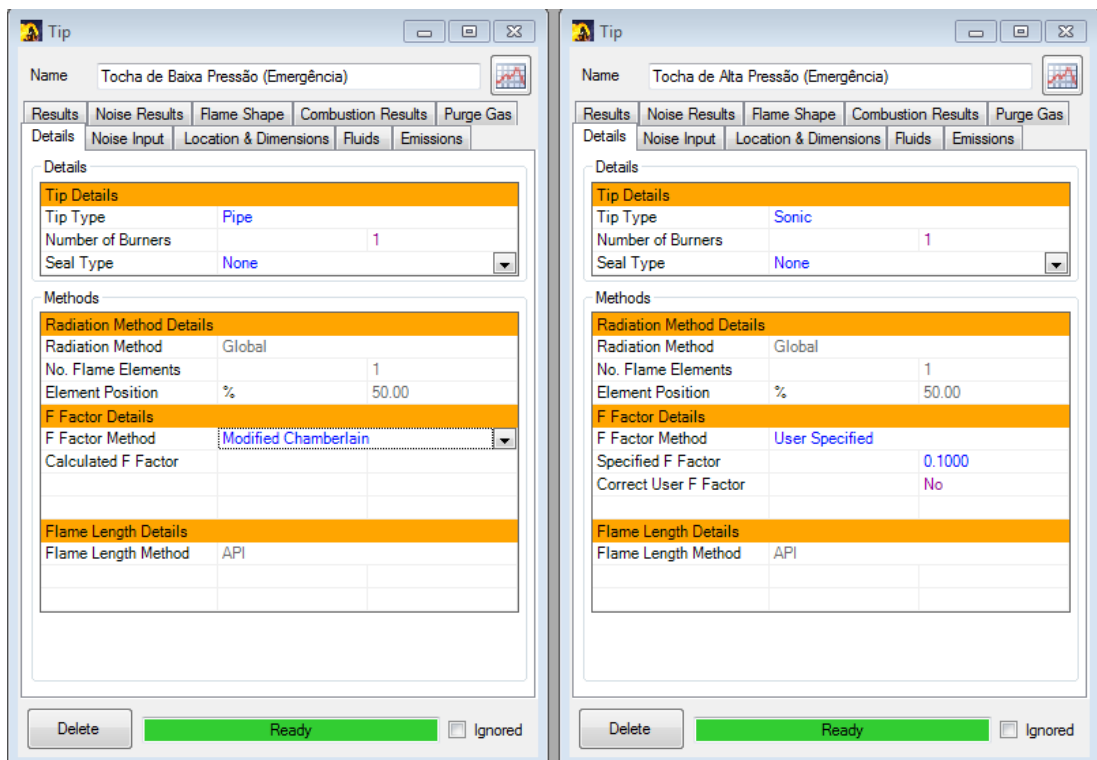 Tip
Name Tocha de Baixa Pressão (Emergência)
Results Noise Results Flame Shape Combustion Results Purge Gas
Details Noise Input Location & Dimensions Fluids Emissions
Details
Tip Details
Tip Type Pipe
Number of Burners 1
Seal Type None
Methods
Radiation Method Details
Radiation Method Global
No. Flame Elements 1
Element Position % 50.00
F Factor Details
F Factor Method Modified Chamberlain
Calculated F Factor
Flame Length Details
Flame Length Method API
Delete Ready Ignored
Tip
Name Tocha de Alta Pressão (Emergência)
Results Noise Results Flame Shape Combustion Results Purge Gas
Details Noise Input Location & Dimensions Fluids Emissions
Details
Tip Details
Tip Type Sonic
Number of Burners 1
Seal Type None
Methods
Radiation Method Details
Radiation Method Global
No. Flame Elements 1
Element Position % 50.00
F Factor Details
F Factor Method User Specified
Specified F Factor 0.1000
Correct User F Factor No
Flame Length Details
Flame Length Method API
Delete Ready Ignored